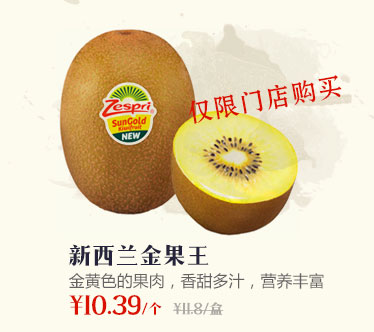 Zespri
SunGold
Kiwifruit
NEW
仅限门店购买
新西兰金果王
金黄色的果肉，香甜多汁，营养丰富
¥10.39/个 ¥11.8/盒